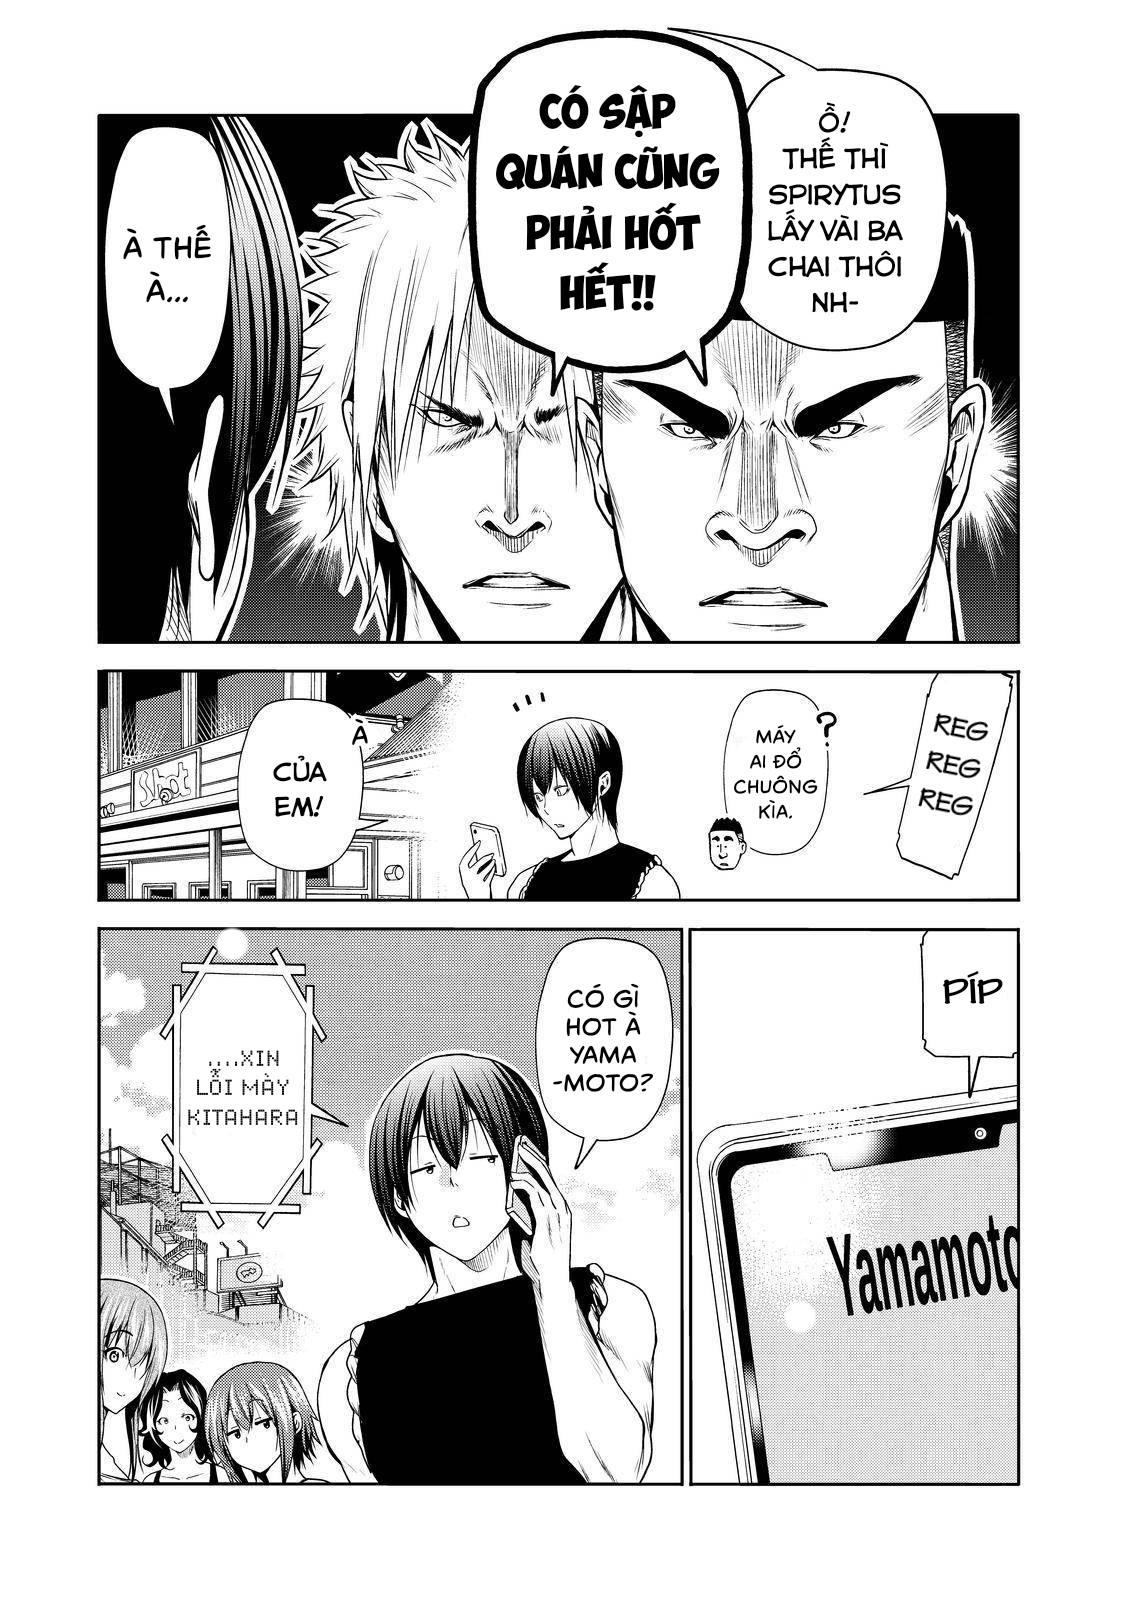 Ồ!
THẾ THÌ
SPIRYTUS
LẤY VÀI BA
CHAI THÔI
NH-
CÓ SẬP
QUÁN CŨNG
PHẢI HỐT
HẾT!!
À THẾ
À...
REG
REG
REG
?
MÁY
AI ĐỔ
CHUÔNG
KÌA.
À
CỦA
EM!
Shot
PÍP
Yamamoto
CÓ GÌ
HOT À
YAMA
-MOTO?
....XIN
LỖI MÀY
KITAHARA